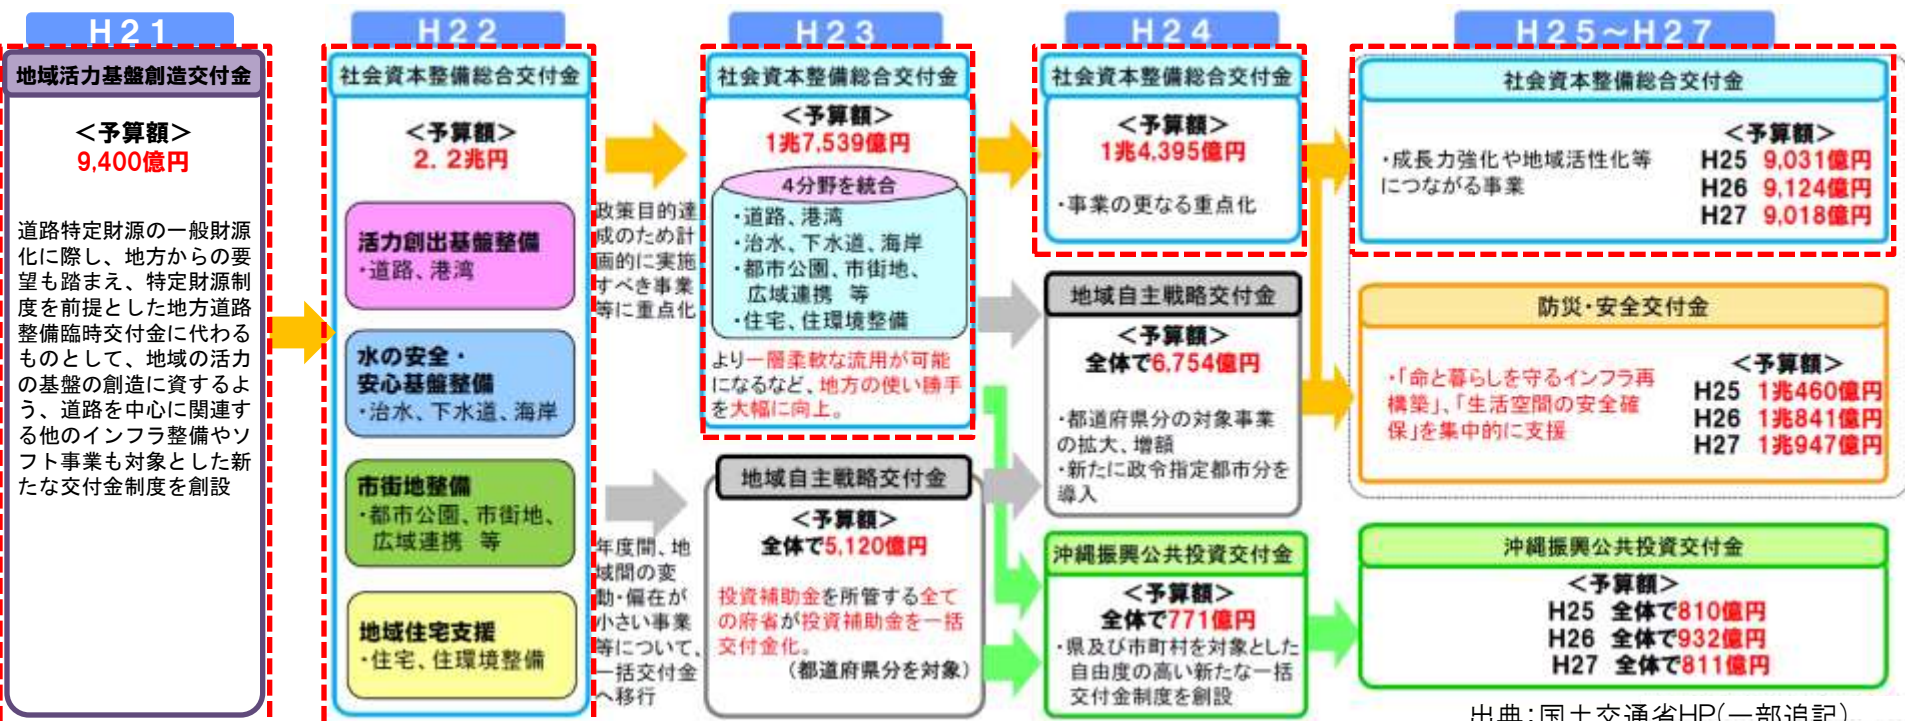 H21
地域活力基盤創造交付金
＜予算額＞
9,400億円
道路特定財源の一般財源
化に際し、地方からの要
望も踏まえ、特定財源制
度を前提とした地方道路
整備臨時交付金に代わる
ものとして、地域の活力
の基盤の創造に資するよ
う、道路を中心に関連す
る他のインフラ整備やソ
フト事業も対象とした新
たな交付金制度を創設
H22
社会資本整備総合交付金
＜予算額＞
2.2兆円
活力創出基盤整備
・道路、港湾
水の安全・
安心基盤整備
・治水、下水道、海岸
市街地整備
・都市公園、市街地、
広域連携 等
地域住宅支援
・住宅、住環境整備
政策目的達
成のため計
画的に実施
すべき事業
等に重点化
年度間、地
域間の変
動・偏在が
小さい事業
等について、
一括交付金
へ移行
H23
社会資本整備総合交付金
＜予算額＞
1兆7,539億円
4分野を統合
・道路、港湾
・治水、下水道、海岸
・都市公園、市街地、
広域連携 等
・住宅、住環境整備
より一層柔軟な流用が可能
になるなど、地方の使い勝手
を大幅に向上。
地域自主戦略交付金
＜予算額＞
全体で5,120億円
投資補助金を所管する全て
の府省が投資補助金を一括
交付金化。
（都道府県分を対象）
H24
社会資本整備総合交付金
＜予算額＞
1兆4,395億円
・事業の更なる重点化
地域自主戦略交付金
＜予算額＞
全体で6,754億円
・都道府県分の対象事業
の拡大、増額
・新たに政令指定都市分を
導入
沖縄振興公共投資交付金
＜予算額＞
全体で771億円
・県及び市町村を対象とした
自由度の高い新たな一括
交付金制度を創設
H25～H27
社会資本整備総合交付金
・成長力強化や地域活性化等
につながる事業
＜予算額＞
H25 9,031億円
H26 9,124億円
H27 9,018億円
防災・安全交付金
・「命と暮らしを守るインフラ再
構築」、「生活空間の安全確
保」を集中的に支援
＜予算額＞
H25 1兆460億円
H26 1兆841億円
H27 1兆947億円
沖縄振興公共投資交付金
＜予算額＞
H25 全体で810億円
H26 全体で932億円
H27 全体で811億円
出典：国土交通省HP(一部追記)